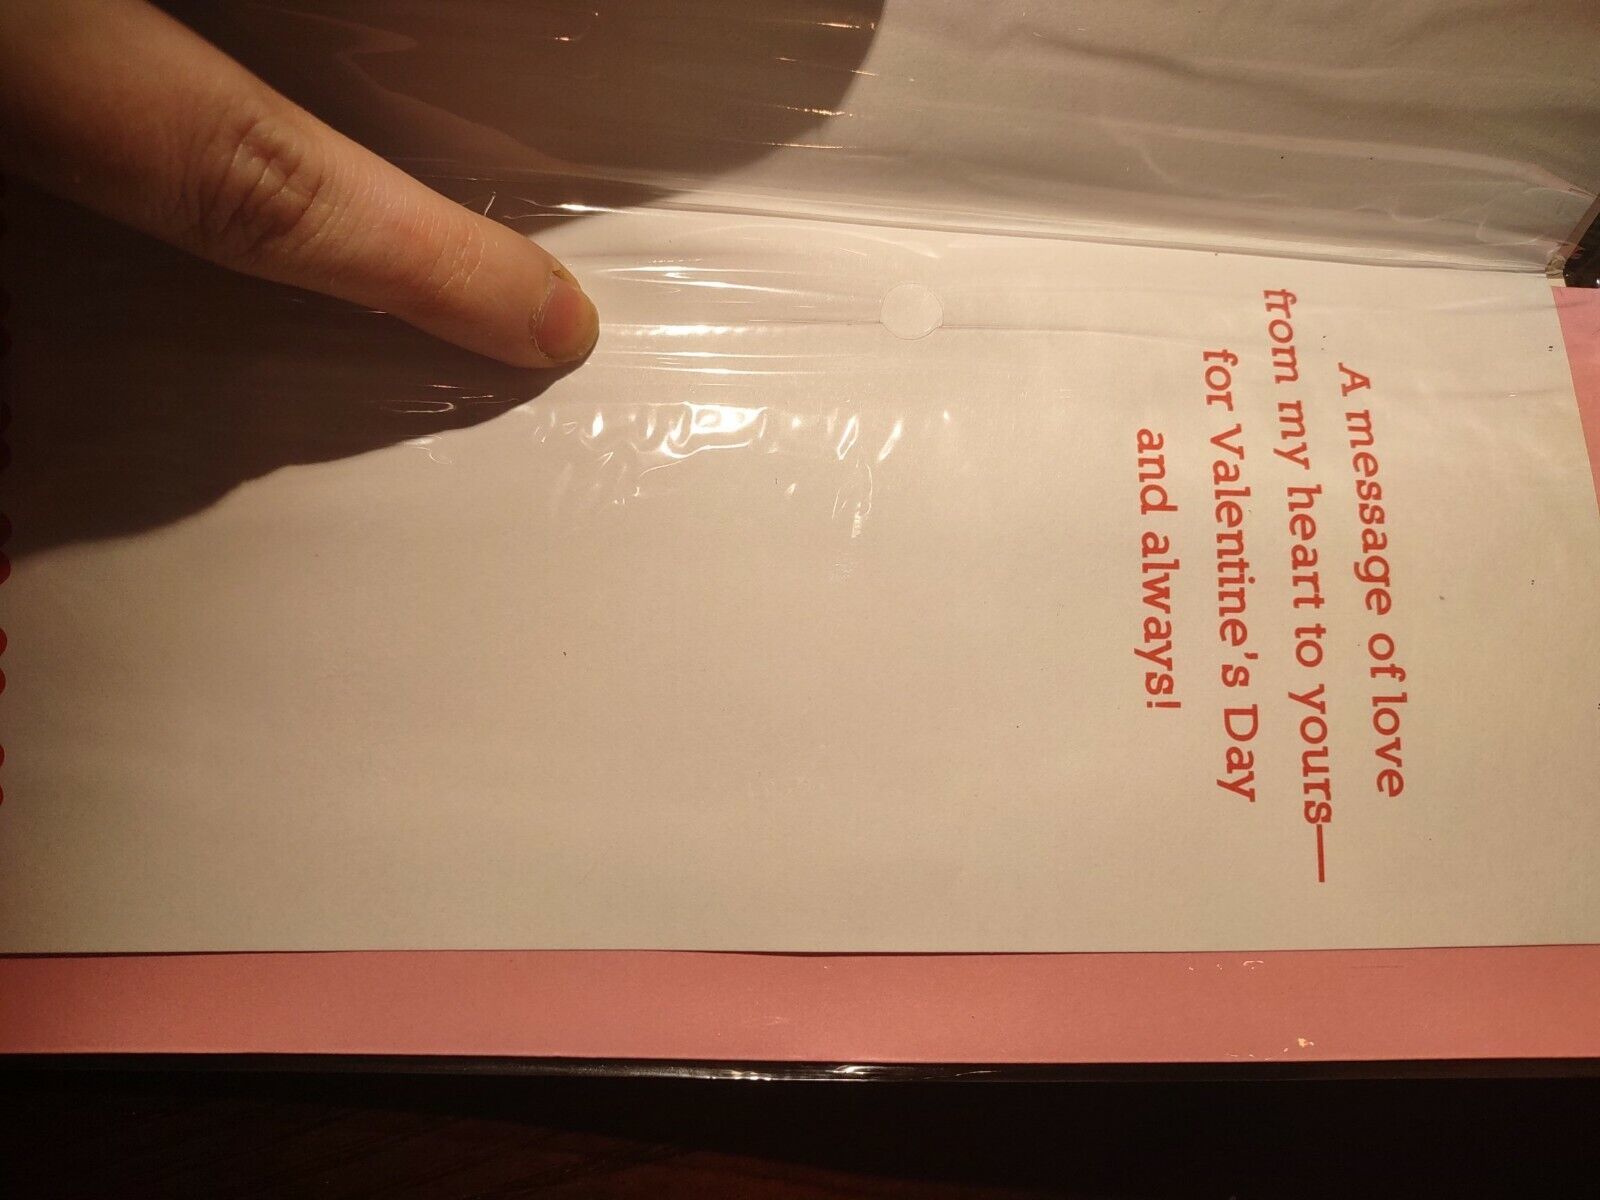 A message of love
from my heart to yours—
for Valentine's Day
and always!